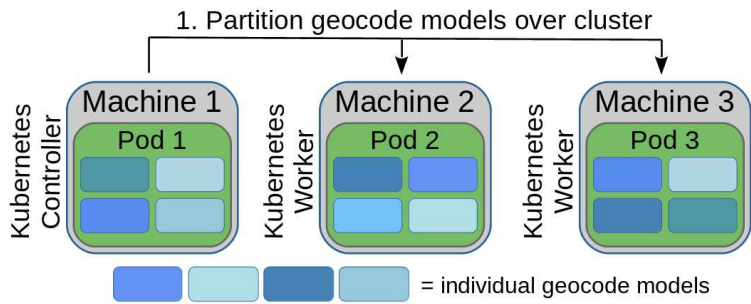 1. Partition geocode models over cluster
Kubernetes
Controller
Machine 1
Pod 1
Kubernetes
Worker
Machine 2
Pod 2
Kubernetes
Worker
Machine 3
Pod 3
= individual geocode models